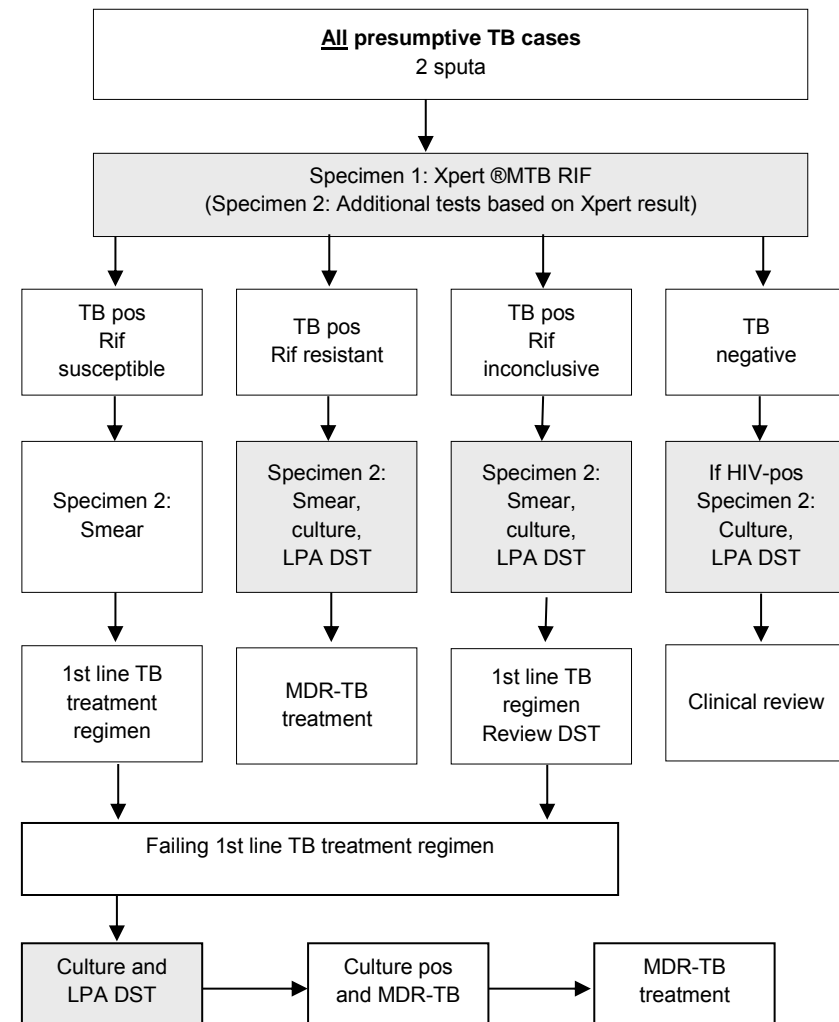 All presumptive TB cases
2 sputa
Specimen 1: Xpert ®MTB RIF
(Specimen 2: Additional tests based on Xpert result)
TB pos
Rif
susceptible
TB pos
Rif resistant
TB pos
Rif
inconclusive
TB
negative
Specimen 2:
Smear
Specimen 2:
Smear,
culture,
LPA DST
Specimen 2:
Smear,
culture,
LPA DST
If HIV-pos
Specimen 2:
Culture,
LPA DST
1st line TB
treatment
regimen
MDR-TB
treatment
1st line TB
regimen
Review DST
Clinical review
Failing 1st line TB treatment regimen
Culture and
LPA DST
Culture pos
and MDR-TB
MDR-TB
treatment